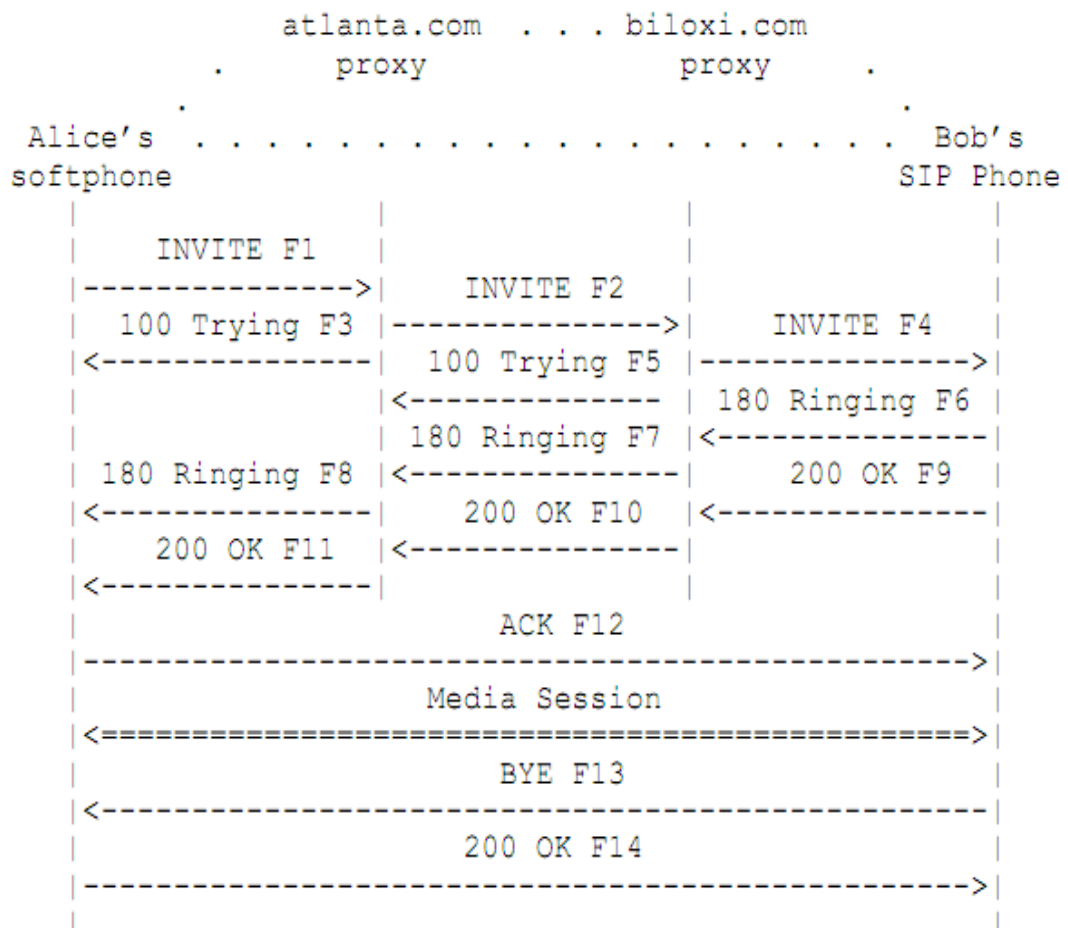 atlanta.com . . . biloxi.com
. proxy proxy .
. .
Alice's . . . . . . . . . . . . . . . . . . . . Bob's
softphone SIP Phone
| | | |
| INVITE F1 | | |
|--------------->| INVITE F2 | |
| 100 Trying F3 |--------------->| INVITE F4 |
|<---------------| 100 Trying F5 |--------------->|
| |<-------------- | 180 Ringing F6 |
| | 180 Ringing F7 |<---------------|
| 180 Ringing F8 |<---------------| 200 OK F9 |
|<---------------| 200 OK F10 |<---------------|
| 200 OK F11 |<---------------| |
|<---------------| | |
| ACK F12 |
|------------------------------------------------->|
| Media Session |
|<================================================>|
| BYE F13 |
|<-------------------------------------------------|
| 200 OK F14 |
|------------------------------------------------->|
| |